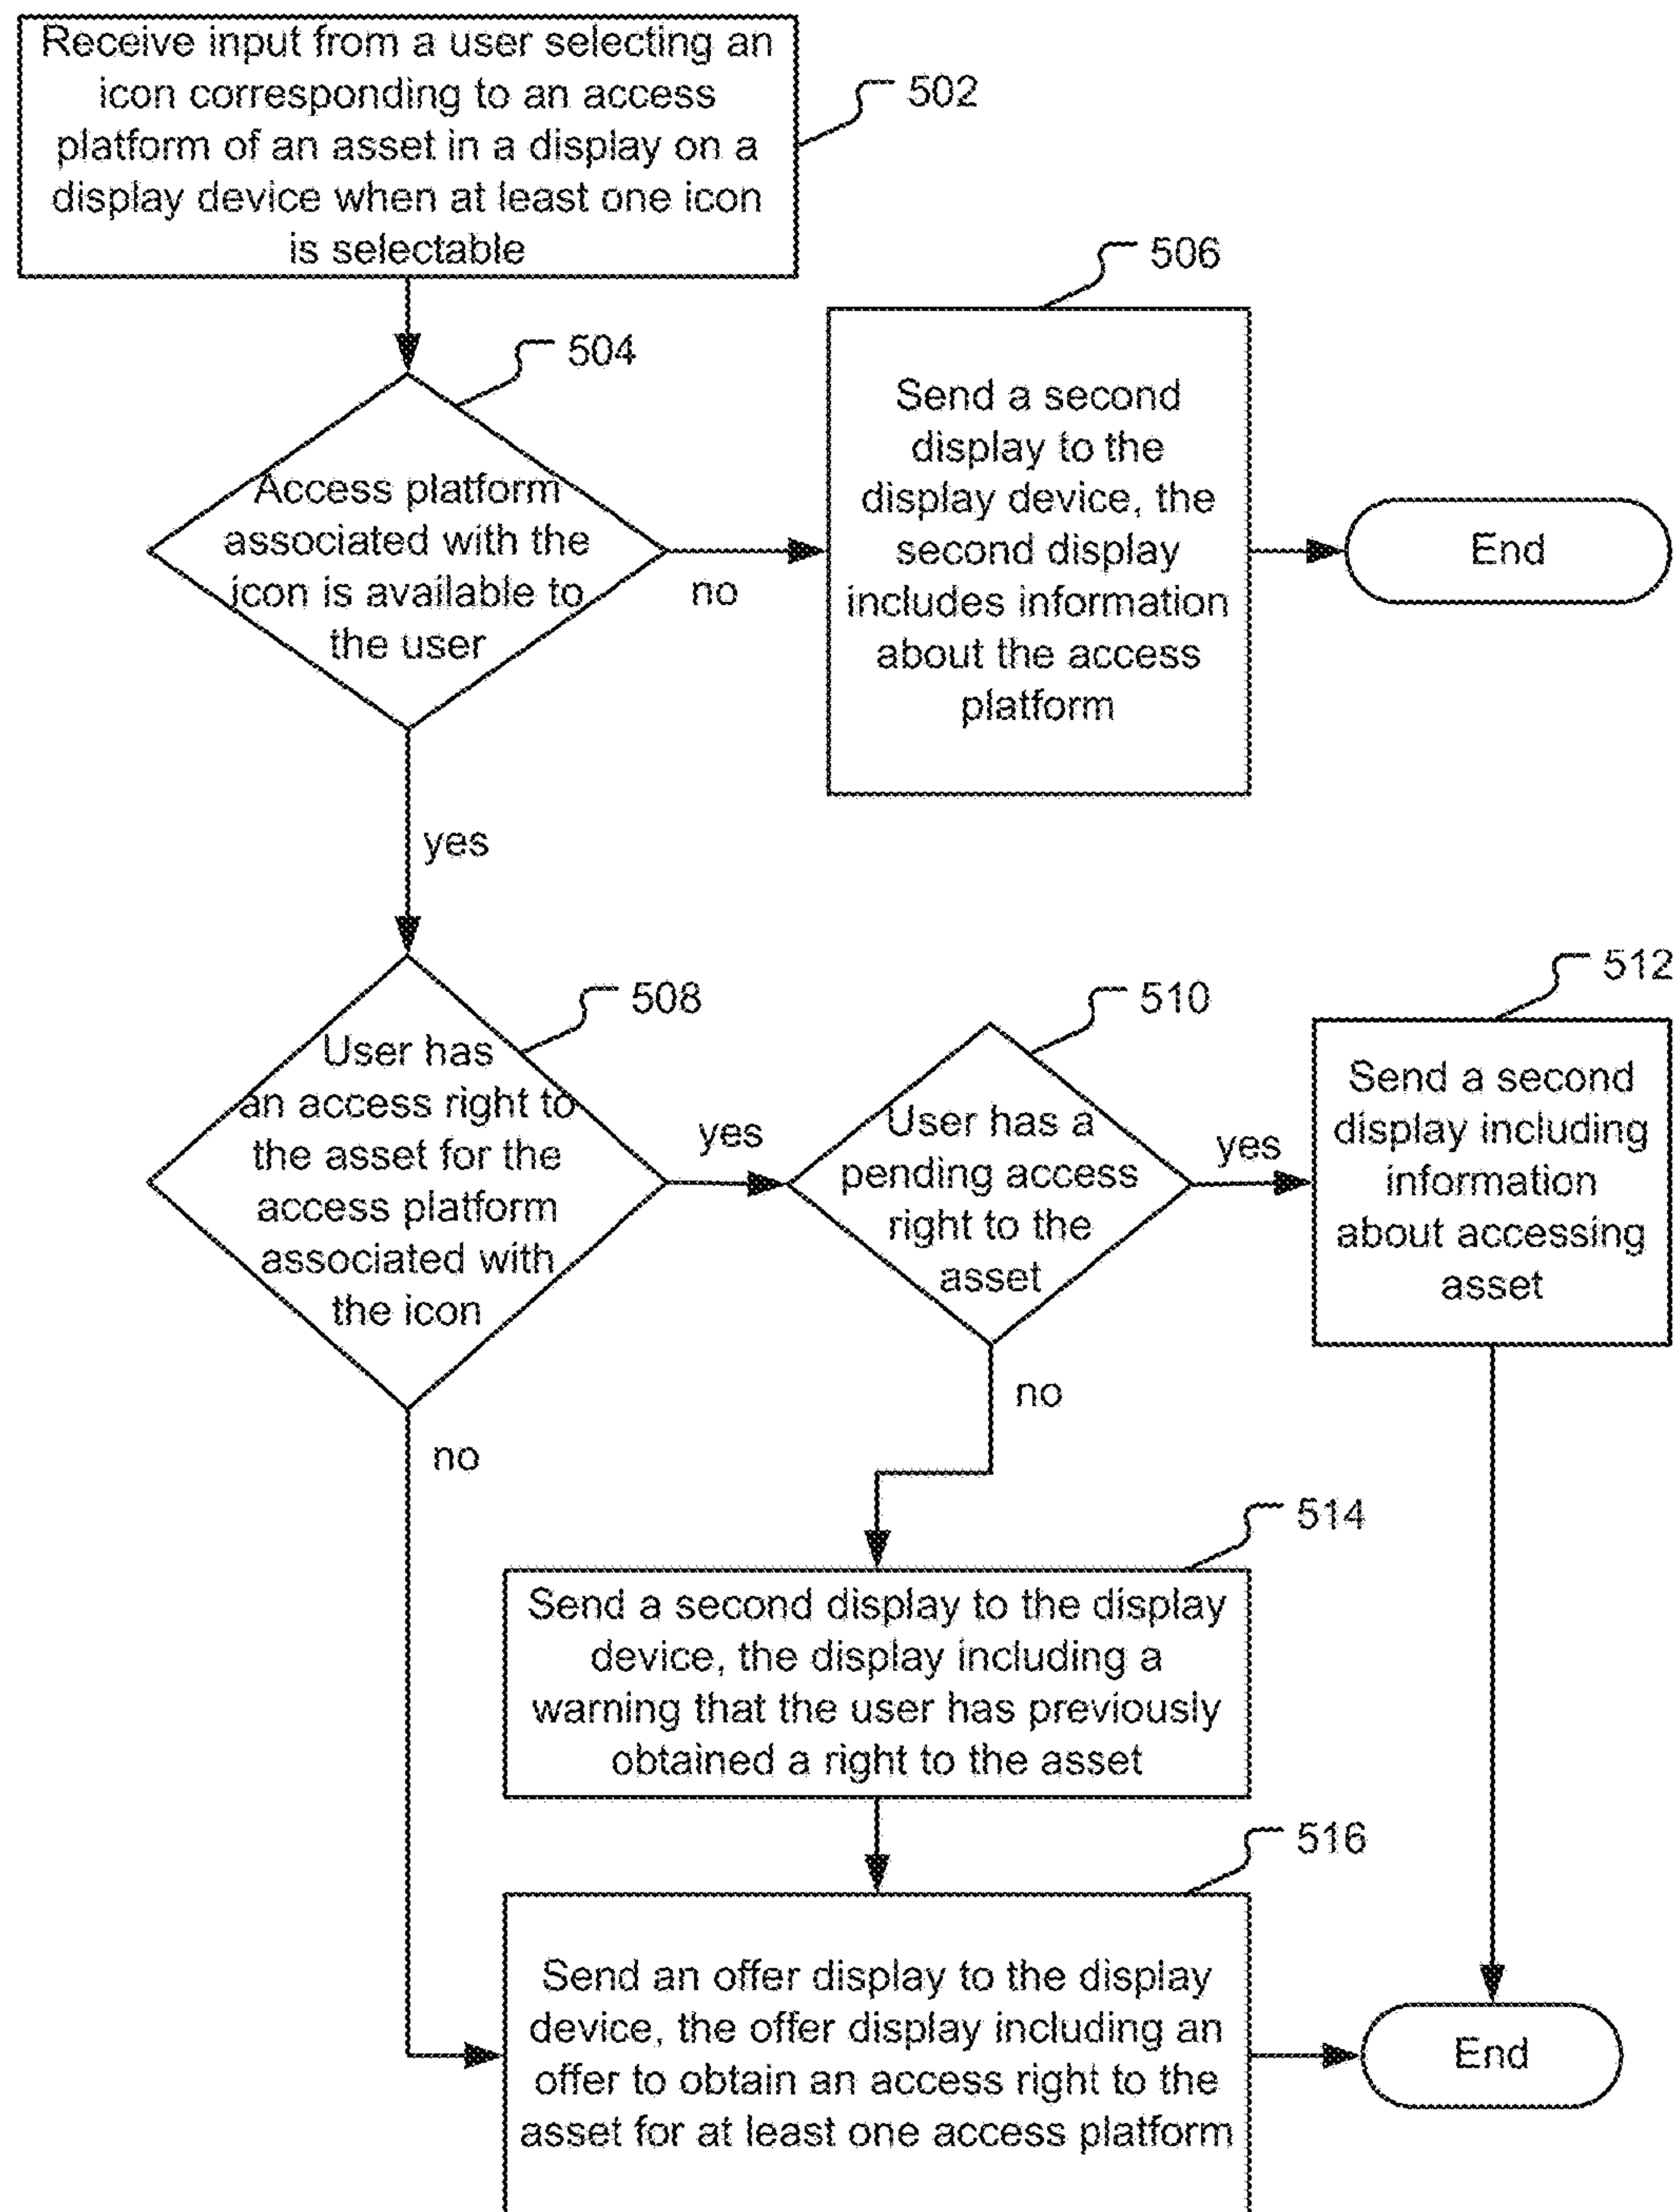 Receive input from a user selecting an
icon corresponding to an access
platform of an asset in a display on a
display device when at least one icon
is selectable
502
504
Access platform
associated with the
icon is available to
the user
no
506
Send a second
display to the
display device, the
second display
includes information
about the access
platform
End
yes
508
User has
an access right to
the asset for the
access platform
associated with
the icon
yes
510
User has a
pending access
right to the
asset
yes
512
Send a second
display including
information
about accessing
asset
no
no
514
Send a second display to the display
device, the display including a
warning that the user has previously
obtained a right to the asset
516
Send an offer display to the display
device, the offer display including an
offer to obtain an access right to the
asset for at least one access platform
End